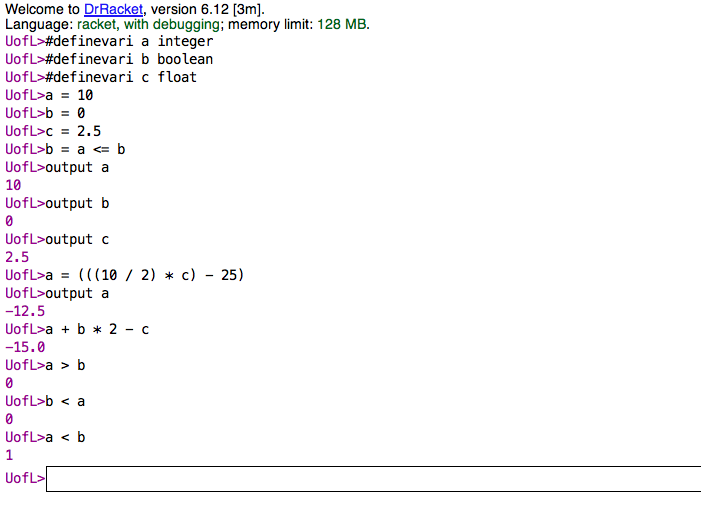 Welcome to DrRacket, version 6.12 [3m].
Language: racket, with debugging; memory limit: 128 MB.
UofL>#definevari a integer
UofL>#definevari b boolean
UofL>#definevari c float
UofL>a = 10
UofL>b = 0
UofL>c = 2.5
UofL>b = a <= b
UofL>output a
10
UofL>output b
0
UofL>output c
2.5
UofL>a = (((10 / 2) * c) - 25)
UofL>output a
-12.5
UofL>a + b * 2 - c
-15.0
UofL>a > b
0
UofL>b < a
0
UofL>a < b
1
UofL>